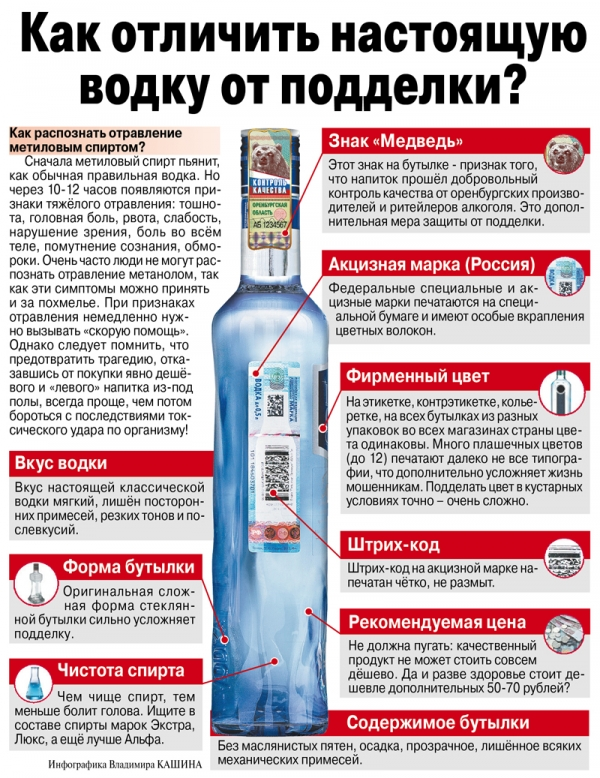 Как отличить настоящую
водку от подделки?
Как распознать отравление
метиловым спиртом?
Сначала метиловый спирт пьянит,
как обычная правильная водка. Но
через 10-12 часов появляются при-
знаки тяжёлого отравления: тошно-
та, головная боль, рвота, слабость,
нарушение зрения, боль во всём
теле, помутнение сознания, обмо-
роки. Очень часто люди не могут рас-
познать отравление метанолом, так
как эти симптомы можно принять
и за похмелье. При признаках
отравления немедленно нуж-
но вызывать «скорую помощь».
Однако следует помнить, что
предотвратить трагедию, отка-
завшись от покупки явно дешё-
вого и «левого» напитка из-под
полы, всегда проще, чем потом
бороться с последствиями ток-
сического удара по организму!
Вкус водки
Вкус настоящей классической
водки мягкий, лишён посторон-
них примесей, резких тонов и по-
слевкусий.
Форма бутылки
Оригинальная слож-
ная форма стеклян-
ной бутылки сильно усложняет
подделку.
Чистота спирта
Чем чище спирт, тем
меньше болит голова. Ищите в
составе спирты марок Экстра,
Люкс, а ещё лучше Альфа.
Инфографика Владимира КАШИНА
КОНТРОЛЬ
КАЧЕСТВА
ОРЕНБУРГСКАЯ
ОБЛАСТЬ
АБ 1234567
ВОДКА до 0,5 л
Знак «Медведь»
Этот знак на бутылке - признак того,
что напиток прошёл добровольный
контроль качества от оренбургских произво-
дителей и ритейлеров алкоголя. Это допол-
нительная мера защиты от подделки.
Акцизная марка (Россия)
Федеральные специальные и ак-
цизные марки печатаются на специ-
альной бумаге и имеют особые вкрапления
цветных волокон.
Фирменный цвет
На этикетке, контрэтикетке, колье-
ретке, на всех бутылках из разных
упаковок во всех магазинах страны цве-
та одинаковы. Много плашечных цветов
(до 12) печатают далеко не все типогра-
фии, что дополнительно усложняет жизнь
мошенникам. Подделать цвет в кустарных
условиях точно – очень сложно.
Штрих-код
Штрих-код на акцизной марке на-
печатан чётко, не размыт.
Рекомендуемая цена
Не должна пугать: качественный
продукт не может стоить совсем
дёшево. Да и разве здоровье стоит де-
шевле дополнительных 50-70 рублей?
Содержимое бутылки
Без маслянистых пятен, осадка, прозрачное, лишённое всяких
механических примесей.